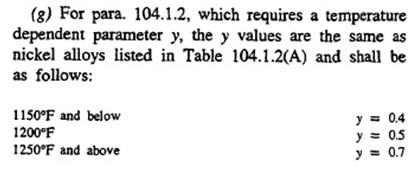 (g) For para. 104.1.2, which requires a temperature
dependent parameter y, the y values are the same as
nickel alloys listed in Table 104.1.2(A) and shall be
as follows:
1150°F and below y = 0.4
1200°F y = 0.5
1250°F and above y = 0.7